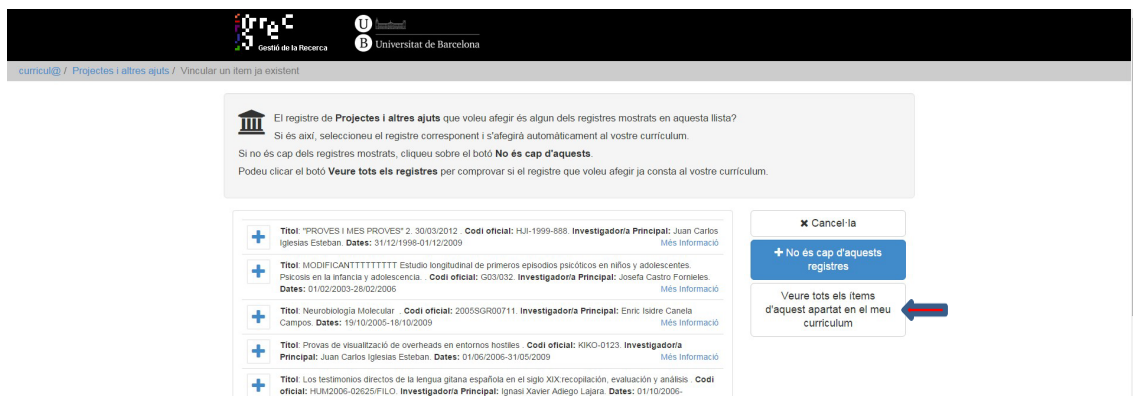 grec
Gestió de la Recerca
UB Universitat de Barcelona
curricul@ / Projectes i altres ajuts / Vincular un ítem ja existent
El registre de Projectes i altres ajuts que voleu afegir és algun dels registres mostrats en aquesta llista?
Si és així, seleccioneu el registre corresponent i s'afegirà automàticament al vostre currículum.
Si no és cap dels registres mostrats, cliqueu sobre el botó No és cap d'aquests.
Podeu clicar el botó Veure tots els registres per comprovar si el registre que voleu afegir ja consta al vostre currículum.
Títol: "PROVES I MES PROVES" 2. 30/03/2012 . Codi oficial: HJI-1999-888. Investigador/a Principal: Juan Carlos
Iglesias Esteban. Dates: 31/12/1998-01/12/2009 Més Informació
Títol: MODIFICANTTTTTTTTT Estudio longitudinal de primeros episodios psicóticos en niños y adolescentes.
Psicosis en la infancia y adolescencia. . Codi oficial: G03/032. Investigador/a Principal: Josefa Castro Fornieles.
Dates: 01/02/2003-28/02/2006 Més Informació
Títol: Neurobiología Molecular . Codi oficial: 2005SGR00711. Investigador/a Principal: Enric Isidre Canela
Campos. Dates: 19/10/2005-18/10/2009 Més Informació
Títol: Provas de visualització de overheads en entornos hostiles . Codi oficial: KIKO-0123. Investigador/a
Principal: Juan Carlos Iglesias Esteban. Dates: 01/06/2006-31/05/2009 Més Informació
Títol: Los testimonios directos de la lengua gitana española en el siglo XIX:recopilación, evaluación y análisis . Codi
oficial: HUM2006-02625/FILO. Investigador/a Principal: Ignasi Xavier Adiego Lajara. Dates: 01/10/2006-
✖ Cancel·la
+ No és cap d'aquests
registres
Veure tots els ítems
d'aquest apartat en el meu
curriculum